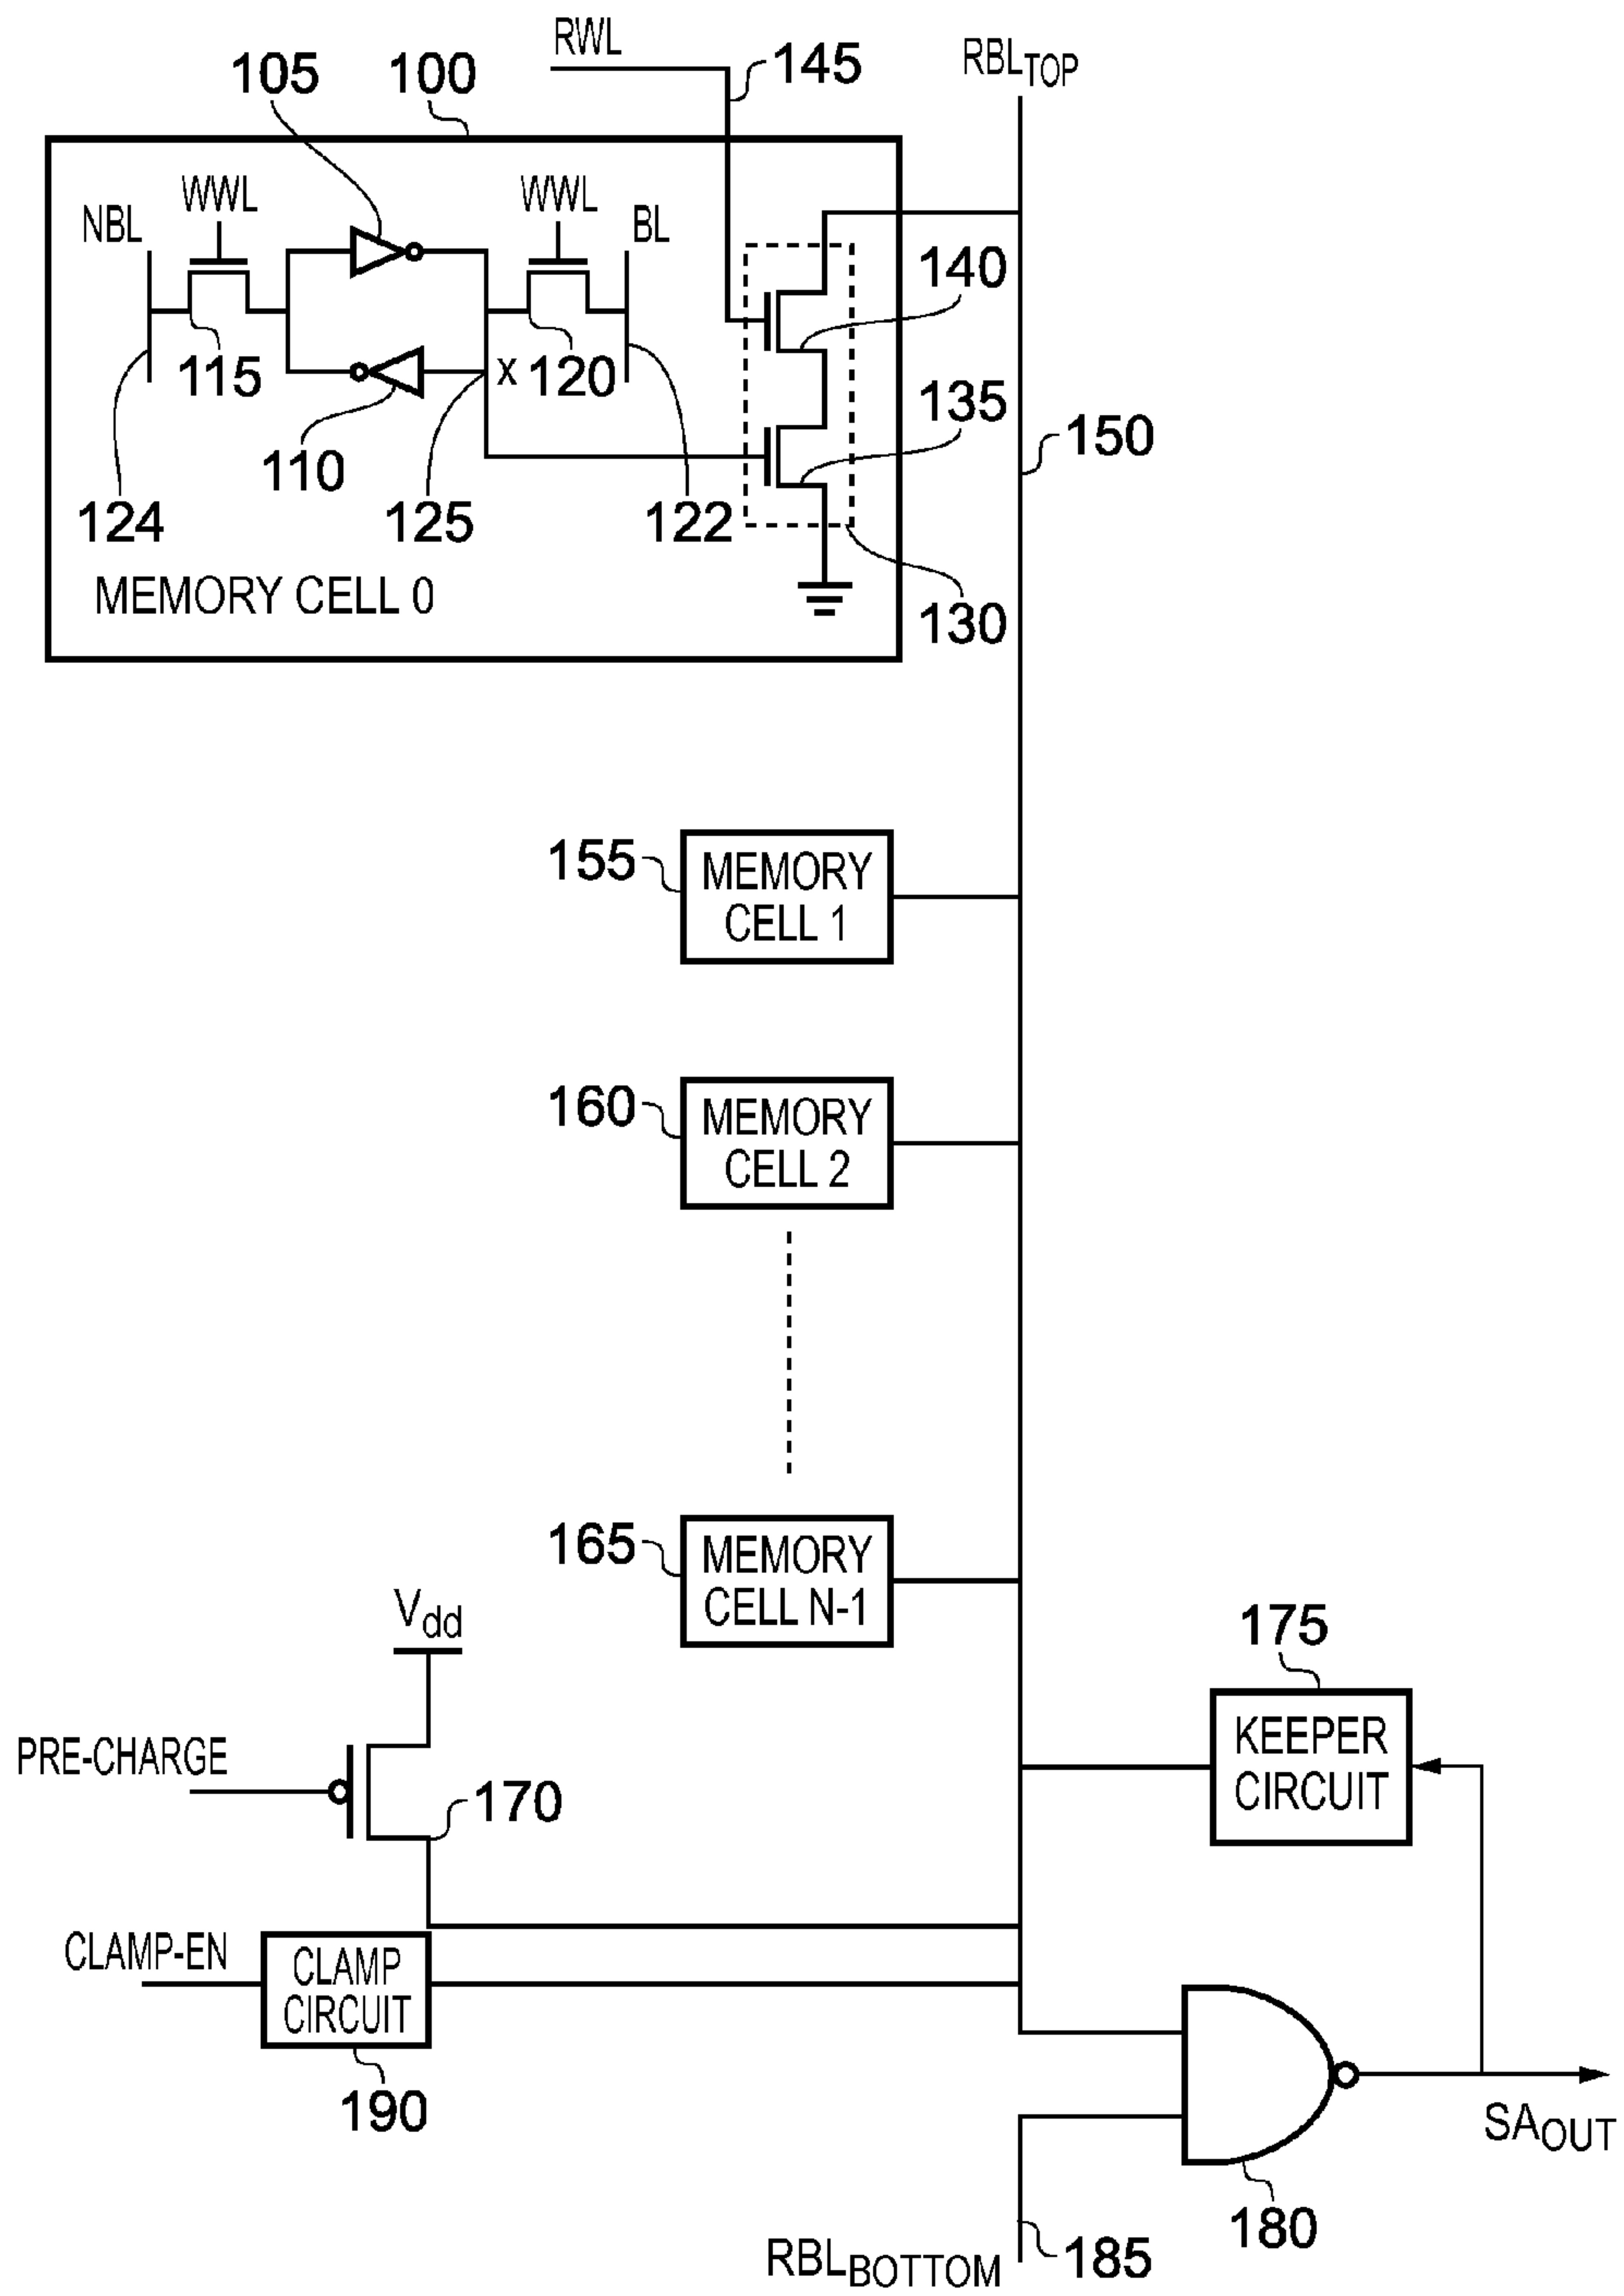 RWL
145
RBLTOP
105
100
WWL
WWL
NBL
BL
140
115
x
120
135
150
110
124
125
122
MEMORY CELL 0
130
155
MEMORY
CELL 1
160
MEMORY
CELL 2
165
MEMORY
CELL N-1
Vdd
175
PRE-CHARGE
KEEPER
CIRCUIT
170
CLAMP-EN
CLAMP
CIRCUIT
190
SAOUT
180
RBLBOTTOM
185